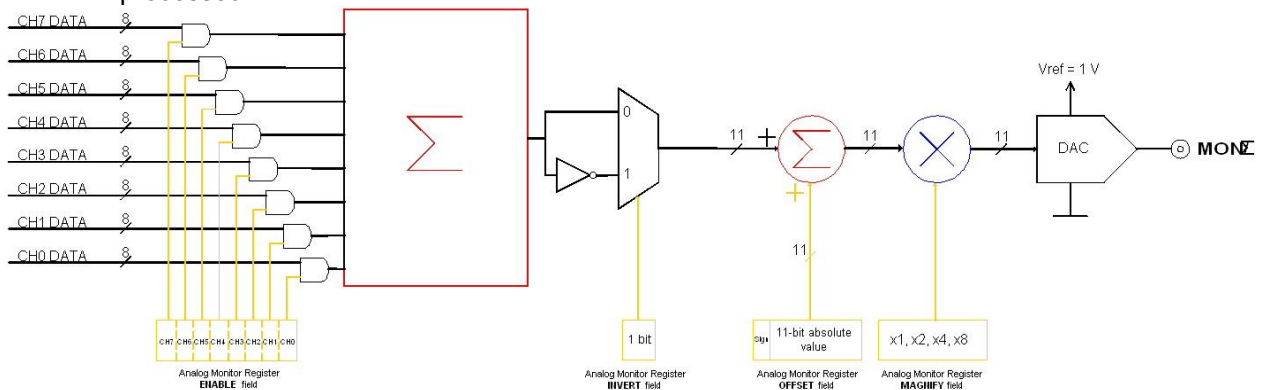 processed
CH7 DATA 8
CH6 DATA 8
CH5 DATA 8
CH4 DATA 8
CH3 DATA 8
CH2 DATA 8
CH1 DATA 8
CH0 DATA 8
Σ
0
1
11
+
Σ
+
11
11
11
Vref = 1 V
DAC
MONΣ
CH7 CH6 CH5 CH4 CH3 CH2 CH1 CH0
1 bit
Sign
11-bit absolute
value
x1, x2, x4, x8
Analog Monitor Register
ENABLE field
Analog Monitor Register
INVERT field
Analog Monitor Register
OFFSET field
Analog Monitor Register
MAGNIFY field